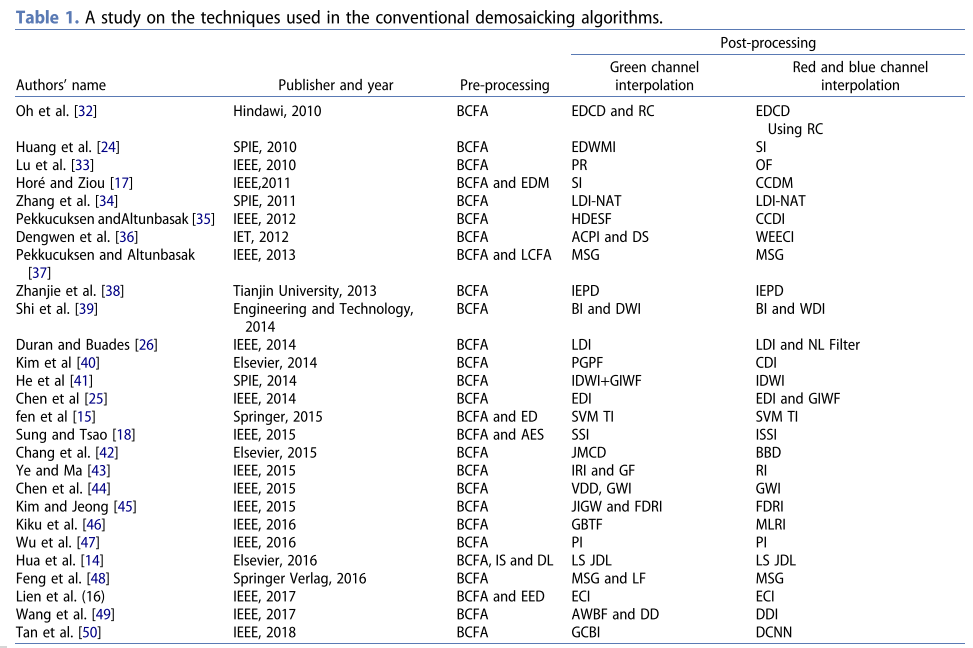 Table 1. A study on the techniques used in the conventional demosaicking algorithms.
Post-processing
Green channel Red and blue channel
Authors' name Publisher and year Pre-processing interpolation interpolation
Oh et al. [32] Hindawi, 2010 BCFA EDCD and RC EDCD
Using RC
Huang et al. [24] SPIE, 2010 BCFA EDWMI SI
Lu et al. [33] IEEE, 2010 BCFA PR OF
Horé and Ziou [17] IEEE,2011 BCFA and EDM SI CCDM
Zhang et al. [34] SPIE, 2011 BCFA LDI-NAT LDI-NAT
Pekkucuksen andAltunbasak [35] IEEE, 2012 BCFA HDESF CCDI
Dengwen et al. [36] IET, 2012 BCFA ACPI and DS WEECI
Pekkucuksen and Altunbasak IEEE, 2013 BCFA and LCFA MSG MSG
[37]
Zhanjie et al. [38] Tianjin University, 2013 BCFA IEPD IEPD
Shi et al. [39] Engineering and Technology, BCFA BI and DWI BI and WDI
2014
Duran and Buades [26] IEEE, 2014 BCFA LDI LDI and NL Filter
Kim et al [40] Elsevier, 2014 BCFA PGPF CDI
He et al [41] SPIE, 2014 BCFA IDWI+GIWF IDWI
Chen et al [25] IEEE, 2014 BCFA EDI EDI and GIWF
fen et al [15] Springer, 2015 BCFA and ED SVM TI SVM TI
Sung and Tsao [18] IEEE, 2015 BCFA and AES SSI ISSI
Chang et al. [42] Elsevier, 2015 BCFA JMCD BBD
Ye and Ma [43] IEEE, 2015 BCFA IRI and GF RI
Chen et al. [44] IEEE, 2015 BCFA VDD, GWI GWI
Kim and Jeong [45] IEEE, 2015 BCFA JIGW and FDRI FDRI
Kiku et al. [46] IEEE, 2016 BCFA GBTF MLRI
Wu et al. [47] IEEE, 2016 BCFA PI PI
Hua et al. [14] Elsevier, 2016 BCFA, IS and DL LS JDL LS JDL
Feng et al. [48] Springer Verlag, 2016 BCFA MSG and LF MSG
Lien et al. (16) IEEE, 2017 BCFA and EED ECI ECI
Wang et al. [49] IEEE, 2017 BCFA AWBF and DD DDI
Tan et al. [50] IEEE, 2018 BCFA GCBI DCNN